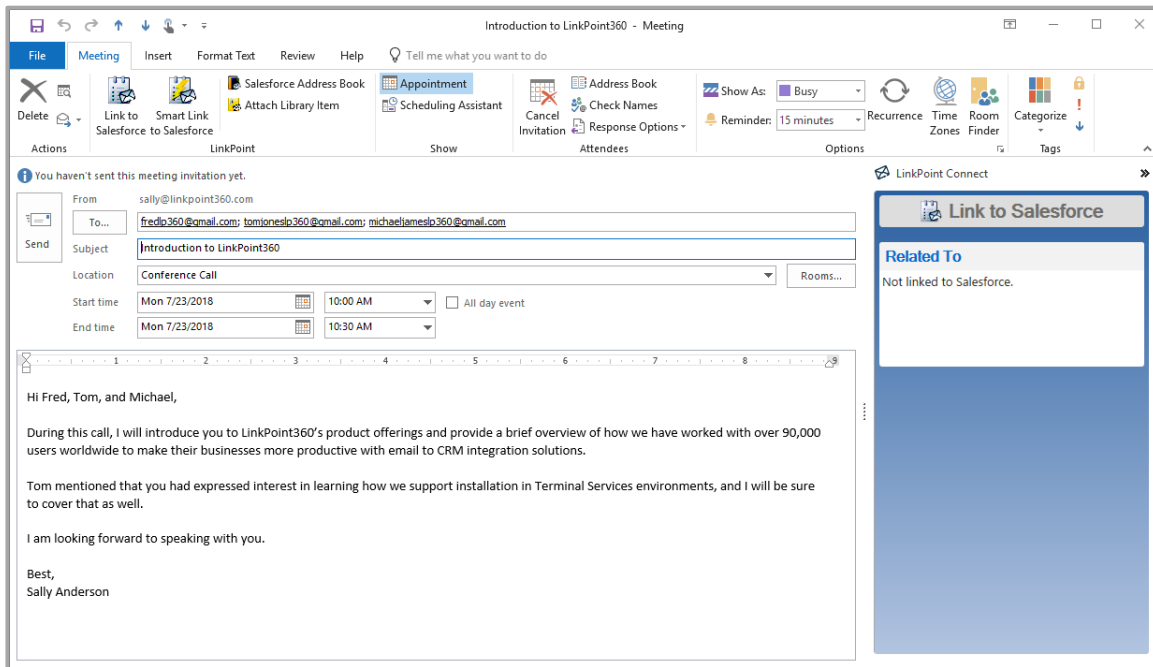 Introduction to LinkPoint360 - Meeting
File Meeting Insert Format Text Review Help Tell me what you want to do
Delete
Link to Salesforce
Smart Link to Salesforce
Salesforce Address Book
Attach Library Item
Appointment
Scheduling Assistant
Cancel Invitation
Address Book
Check Names
Response Options
Show As: Busy
Reminder: 15 minutes
Recurrence
Time Zones
Room Finder
Categorize
Actions LinkPoint Show Attendees Options Tags
You haven't sent this meeting invitation yet.
Send
From sally@linkpoint360.com
To... fredlp360@gmail.com; tomjoneslp360@gmail.com; michaeljameslp360@gmail.com
Subject Introduction to LinkPoint360
Location Conference Call Rooms...
Start time Mon 7/23/2018 10:00 AM All day event
End time Mon 7/23/2018 10:30 AM
1 2 3 4 5 6 7 8 9
Hi Fred, Tom, and Michael,
During this call, I will introduce you to LinkPoint360's product offerings and provide a brief overview of how we have worked with over 90,000
users worldwide to make their businesses more productive with email to CRM integration solutions.
Tom mentioned that you had expressed interest in learning how we support installation in Terminal Services environments, and I will be sure
to cover that as well.
I am looking forward to speaking with you.
Best,
Sally Anderson
LinkPoint Connect
Link to Salesforce
Related To
Not linked to Salesforce.